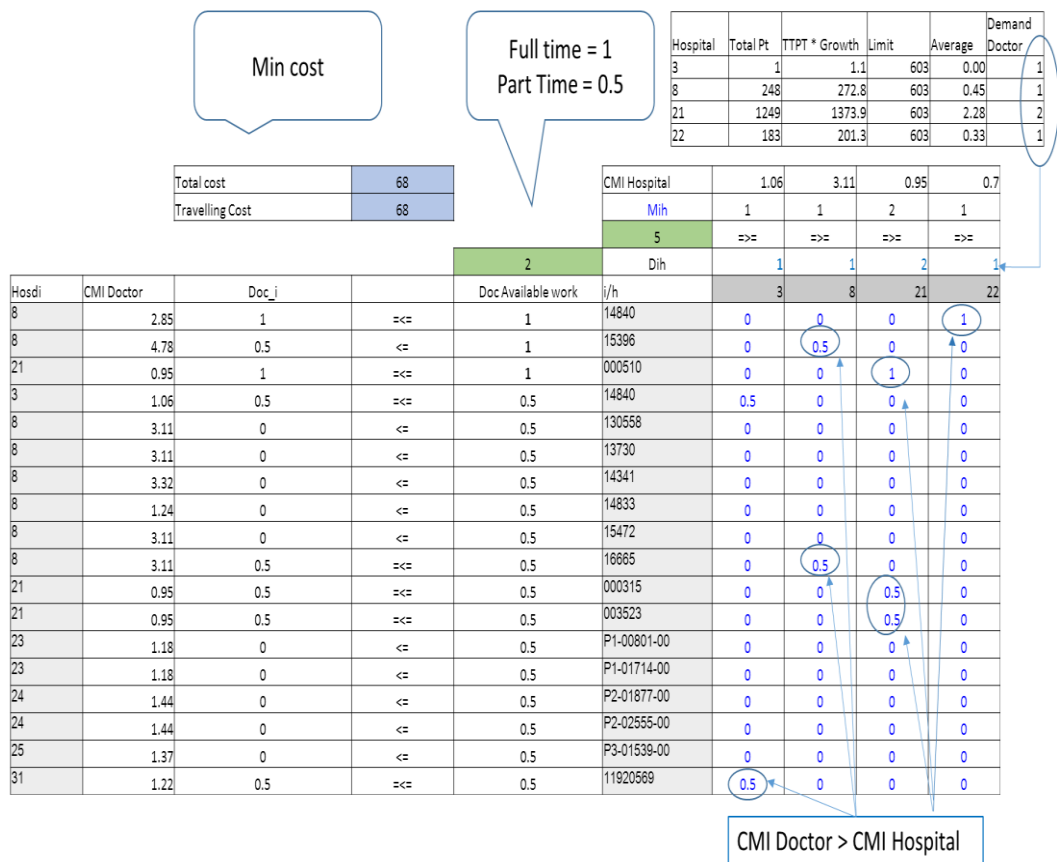 Min cost
Full time = 1
Part Time = 0.5
Hospital Total Pt TTPT * Growth Limit Average Demand Doctor
3 1 1.1 603 0.00 1
8 248 272.8 603 0.45 1
21 1249 1373.9 603 2.28 2
22 183 201.3 603 0.33 1
Total cost 68
Travelling Cost 68
CMI Hospital 1.06 3.11 0.95 0.7
Mih 1 1 2 1
5 =>= =>= =>= =>=
2 Dih 1 1 2 1
Hosdi CMI Doctor Doc_i Doc Available work i/h 3 8 21 22
8 2.85 1 =<= 1 14840 0 0 0 1
8 4.78 0.5 <= 1 15396 0 0.5 0 0
21 0.95 1 =<= 1 000510 0 0 1 0
3 1.06 0.5 =<= 0.5 14840 0.5 0 0 0
8 3.11 0 <= 0.5 130558 0 0 0 0
8 3.11 0 <= 0.5 13730 0 0 0 0
8 3.32 0 <= 0.5 14341 0 0 0 0
8 1.24 0 <= 0.5 14833 0 0 0 0
8 3.11 0 <= 0.5 15472 0 0 0 0
8 3.11 0.5 =<= 0.5 16665 0 0.5 0 0
21 0.95 0.5 =<= 0.5 000315 0 0 0.5 0
21 0.95 0.5 =<= 0.5 003523 0 0 0.5 0
23 1.18 0 <= 0.5 P1-00801-00 0 0 0 0
23 1.18 0 <= 0.5 P1-01714-00 0 0 0 0
24 1.44 0 <= 0.5 P2-01877-00 0 0 0 0
24 1.44 0 <= 0.5 P2-02555-00 0 0 0 0
25 1.37 0 <= 0.5 P3-01539-00 0 0 0 0
31 1.22 0.5 =<= 0.5 11920569 0.5 0 0 0
CMI Doctor > CMI Hospital